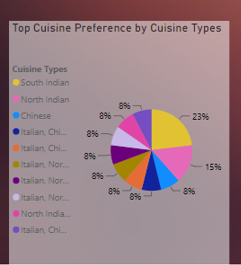 Top Cuisine Preference by Cuisine Types
Cuisine Types
South Indian
North Indian
Chinese
Italian, Chi...
Italian, Chi...
Italian, Nor...
Italian, Nor...
Italian, Nor...
North India...
Italian, Chi...
23%
15%
8%
8%
8%
8%
8%
8%
8%
8%